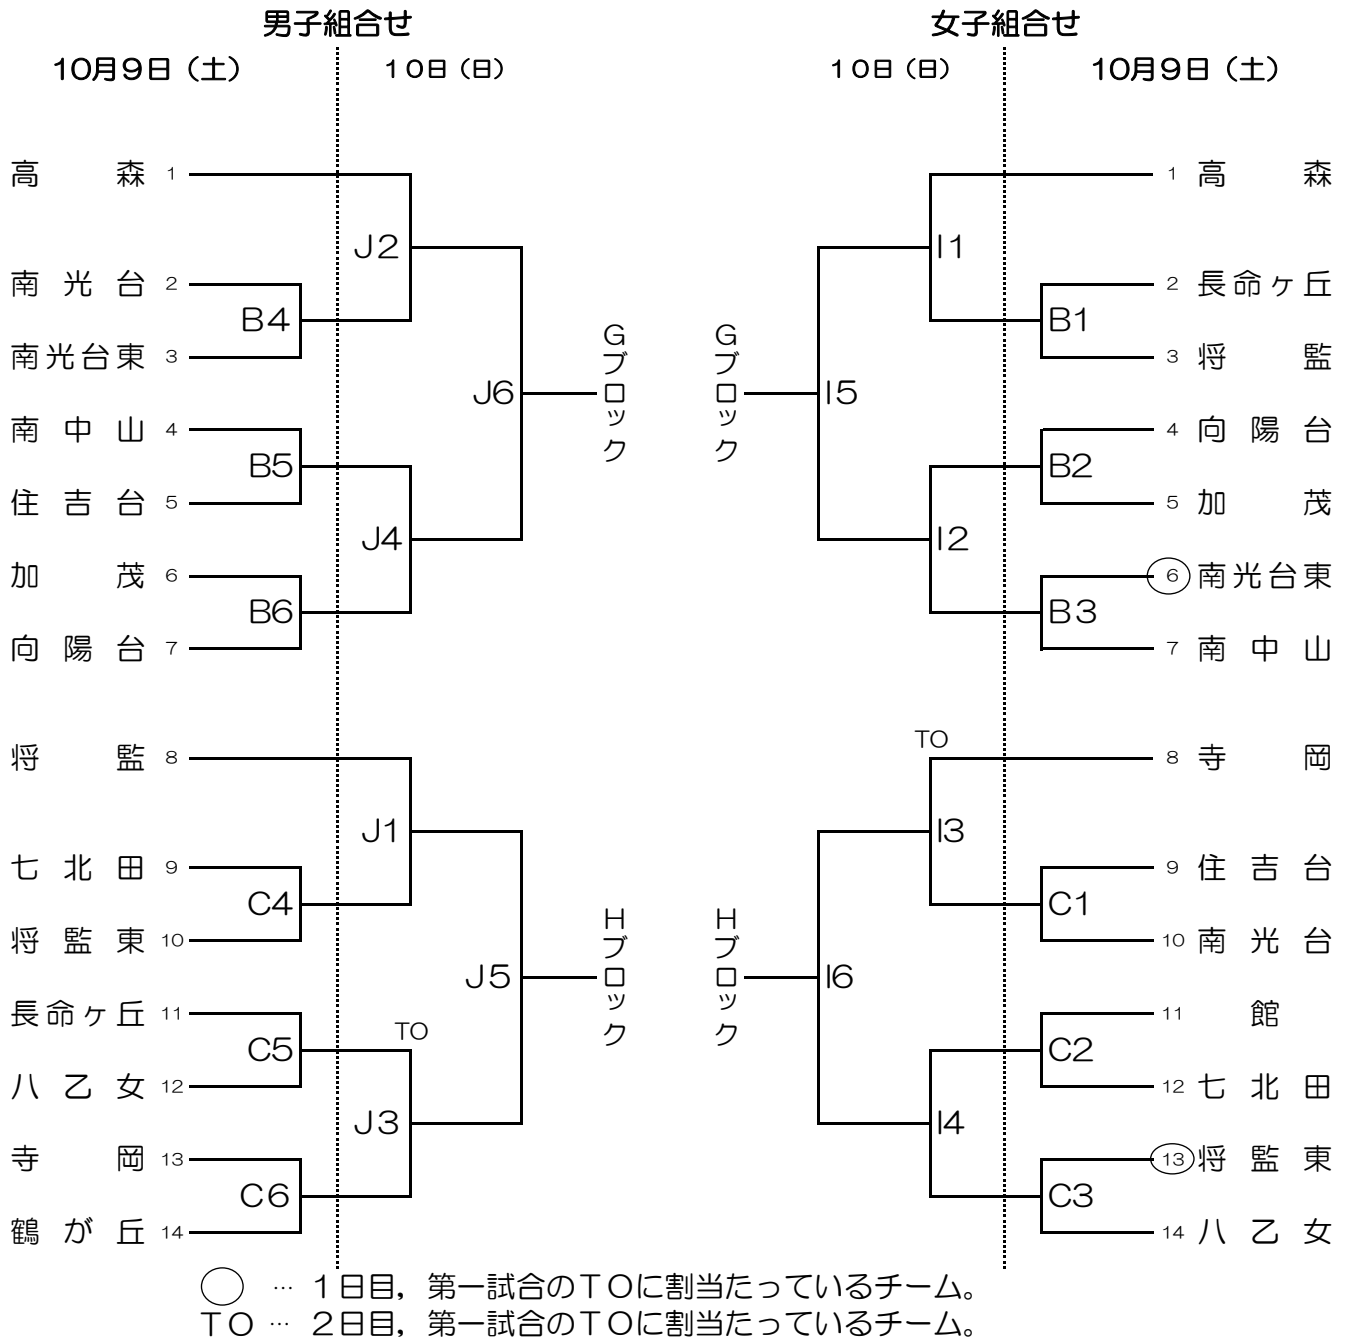 男子組合せ 女子組合せ
10月9日（土） 10日（日） 10日（日） 10月9日（土）
高森 1 1 高森
J2 I1
南光台 2 2 長命ヶ丘
B4 B1
南光台東 3 3 将監
Gブロック Gブロック
J6 I5
南中山 4 4 向陽台
B5 B2
住吉台 5 5 加茂
J4 I2
加茂 6 6 南光台東
B6 B3
向陽台 7 7 南中山
TO
将監 8 8 寺岡
J1 I3
七北田 9 9 住吉台
C4 C1
将監東 10 10 南光台
Hブロック Hブロック
J5 I6
長命ヶ丘 11 11 館
TO
C5 C2
八乙女 12 12 七北田
J3 I4
寺岡 13 13 将監東
C6 C3
鶴が丘 14 14 八乙女
… 1日目，第一試合のTOに割当たっているチーム。
TO … 2日目，第一試合のTOに割当たっているチーム。